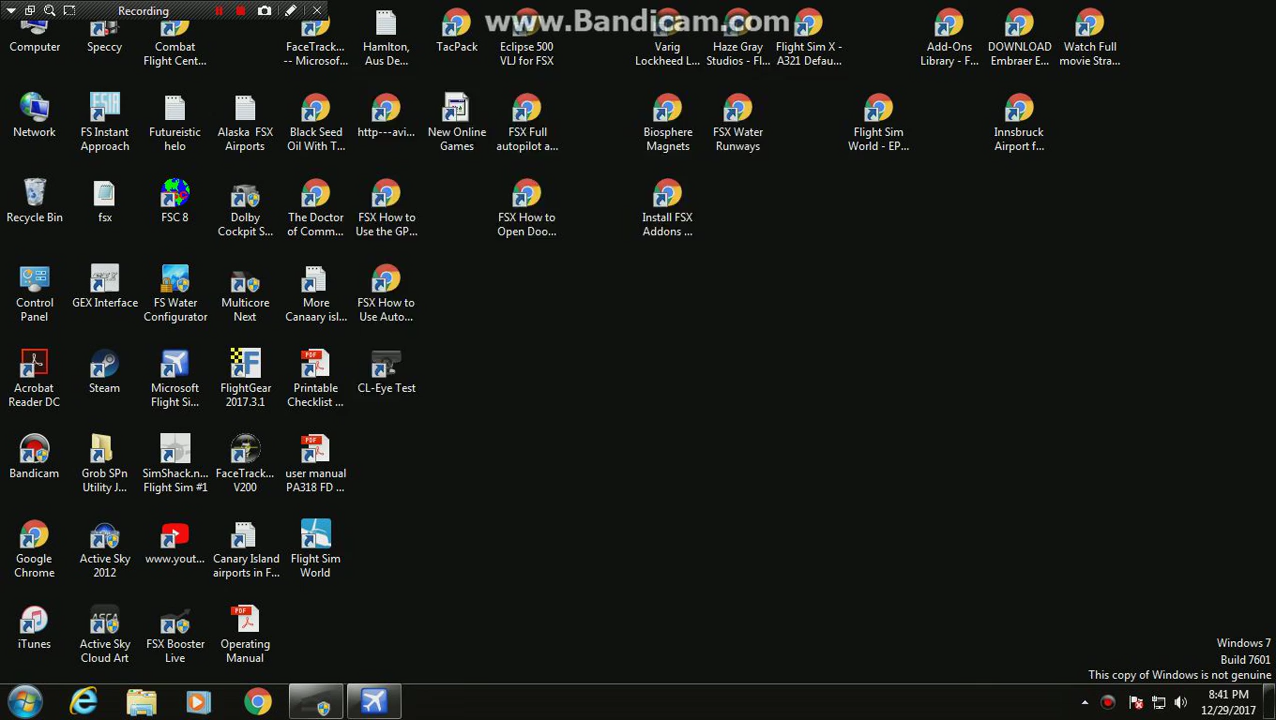 Recording
www.Bandicam.com
Computer
Speccy
Combat
Flight Cent...
FaceTrack...
-- Microsof...
Hamlton,
Aus De...
TacPack
Eclipse 500
VLJ for FSX
Varig
Lockheed L...
Haze Gray
Studios - Fl...
Flight Sim X -
A321 Defau...
Add-Ons
Library - F...
DOWNLOAD
Embraer E...
Watch Full
movie Stra...
Network
FS Instant
Approach
Futureistic
helo
Alaska FSX
Airports
Black Seed
Oil With T...
http---avi...
New Online
Games
FSX Full
autopilot a...
Biosphere
Magnets
FSX Water
Runways
Flight Sim
World - EP...
Innsbruck
Airport f...
Recycle Bin
fsx
FSC 8
Dolby
Cockpit S...
The Doctor
of Comm...
FSX How to
Use the GP...
FSX How to
Open Doo...
Install FSX
Addons ...
Control
Panel
GEX Interface
FS Water
Configurator
Multicore
Next
More
Canaary isl...
FSX How to
Use Auto...
Acrobat
Reader DC
Steam
Microsoft
Flight Si...
FlightGear
2017.3.1
Printable
Checklist ...
CL-Eye Test
Bandicam
Grob SPn
Utility J...
SimShack.n...
Flight Sim #1
FaceTrack...
V200
user manual
PA318 FD ...
Google
Chrome
Active Sky
2012
www.yout...
Canary Island
airports in F...
Flight Sim
World
iTunes
Active Sky
Cloud Art
FSX Booster
Live
Operating
Manual
Windows 7
Build 7601
This copy of Windows is not genuine
8:41 PM
12/29/2017